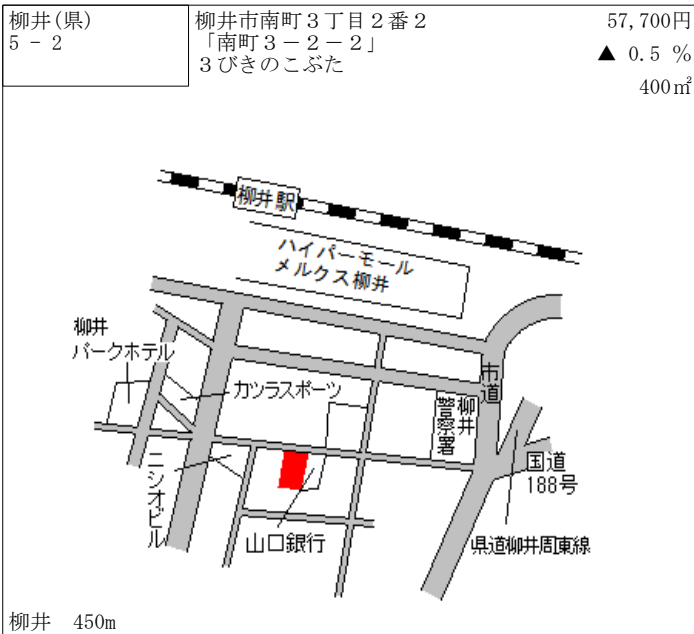 柳井(県)
5 - 2
柳井市南町３丁目２番２
「南町３－２－２」
３びきのこぶた
57,700円
▲ 0.5 %
400㎡
柳井駅
ハイパーモール
メルクス柳井
柳井
パークホテル
カツラスポーツ
市道
柳井
警察署
国道
188号
ニシオビル
山口銀行
県道柳井周東線
柳井 450m